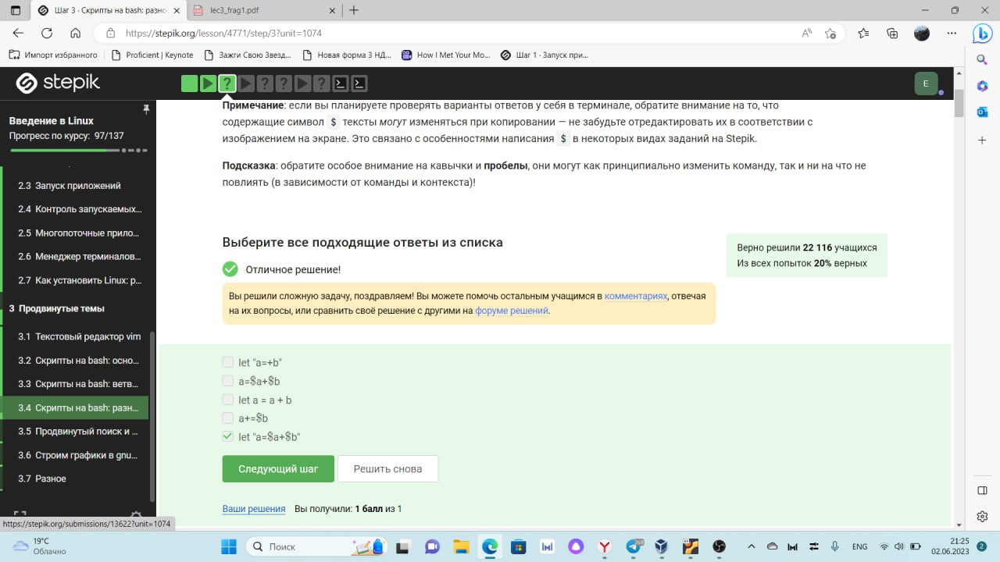 Шаг 3 · Скрипты на bash: разно
lec3_frag1.pdf
https://stepik.org/lesson/4771/step/3?unit=1074
Импорт избранного
Proficient | Keynote
Зажги Свою Звезд...
Новая форма 3 НД...
How I Met Your Mo...
Шаг 1 · Запуск при...
stepik
E
Введение в Linux
Прогресс по курсу: 97/137
2.3 Запуск приложений
2.4 Контроль запускаемых...
2.5 Многопоточные прило...
2.6 Менеджер терминалов...
2.7 Как установить Linux: р...
3 Продвинутые темы
3.1 Текстовый редактор vim
3.2 Скрипты на bash: осно...
3.3 Скрипты на bash: ветв...
3.4 Скрипты на bash: разн...
3.5 Продвинутый поиск и ...
3.6 Строим графики в gnu...
3.7 Разное
Примечание: если вы планируете проверять варианты ответов у себя в терминале, обратите внимание на то, что
содержащие символ $ тексты могут изменяться при копировании — не забудьте отредактировать их в соответствии с
изображением на экране. Это связано с особенностями написания $ в некоторых видах заданий на Stepik.
Подсказка: обратите особое внимание на кавычки и пробелы, они могут как принципиально изменить команду, так и ни на что не
повлиять (в зависимости от команды и контекста)!
Выберите все подходящие ответы из списка
Верно решили 22 116 учащихся
Из всех попыток 20% верных
Отличное решение!
Вы решили сложную задачу, поздравляем! Вы можете помочь остальным учащимся в комментариях, отвечая
на их вопросы, или сравнить своё решение с другими на форуме решений.
let "a=+b"
a=$a+$b
let a = a + b
a+=$b
let "a=$a+$b"
Следующий шаг
Решить снова
Ваши решения Вы получили: 1 балл из 1
https://stepik.org/submissions/13622?unit=1074
19°C
Облачно
Поиск
268
ENG
21:25
02.06.2023
2